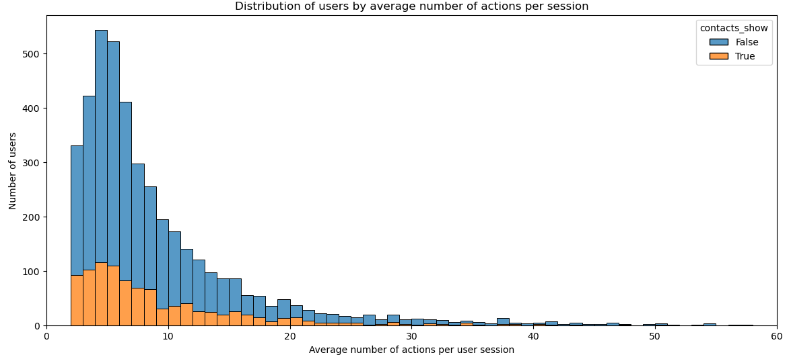 Distribution of users by average number of actions per session
contacts_show
False
True
500
400
300
200
100
0
Number of users
0 10 20 30 40 50 60
Average number of actions per user session